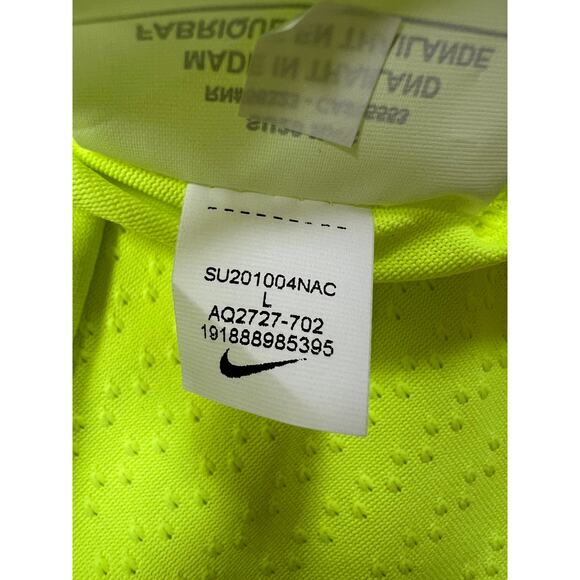 FABRIQUÉ EN THAÏLANDE
MADE IN THAILAND
SU201004NAC
L
AQ2727-702
191888985395